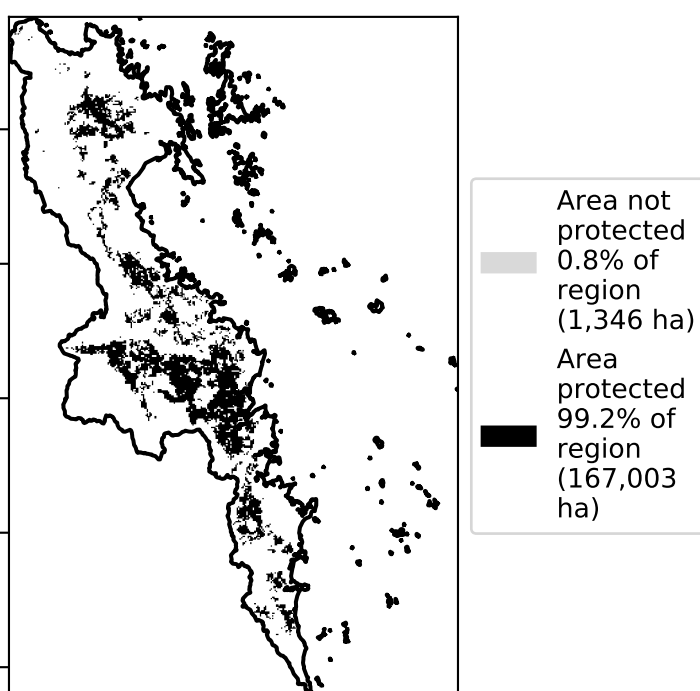 Area not
protected
0.8% of
region
(1,346 ha)
Area
protected
99.2% of
region
(167,003
ha)